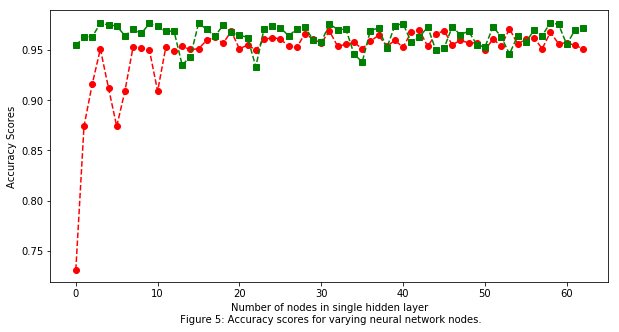 0.95
0.90
0.85
0.80
0.75
Accuracy Scores
0 10 20 30 40 50 60
Number of nodes in single hidden layer
Figure 5: Accuracy scores for varying neural network nodes.